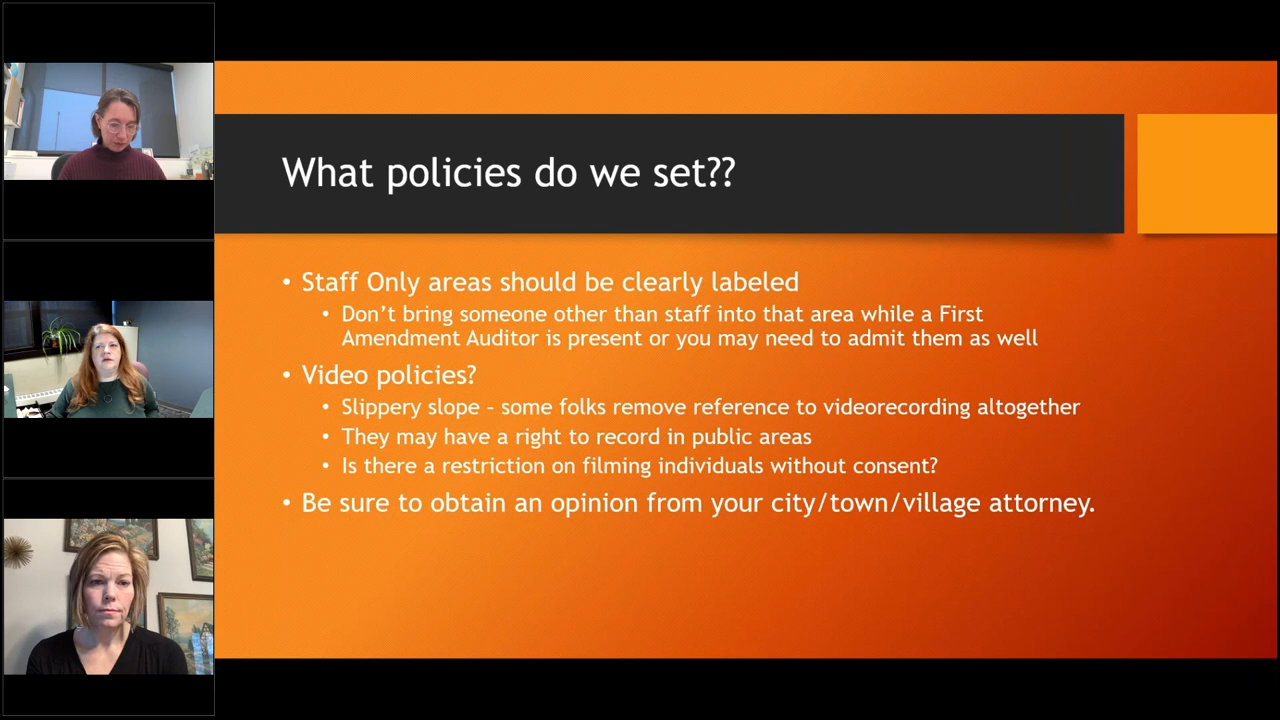 What policies do we set??
• Staff Only areas should be clearly labeled
• Don’t bring someone other than staff into that area while a First
Amendment Auditor is present or you may need to admit them as well
• Video policies?
• Slippery slope – some folks remove reference to videorecording altogether
• They may have a right to record in public areas
• Is there a restriction on filming individuals without consent?
• Be sure to obtain an opinion from your city/town/village attorney.